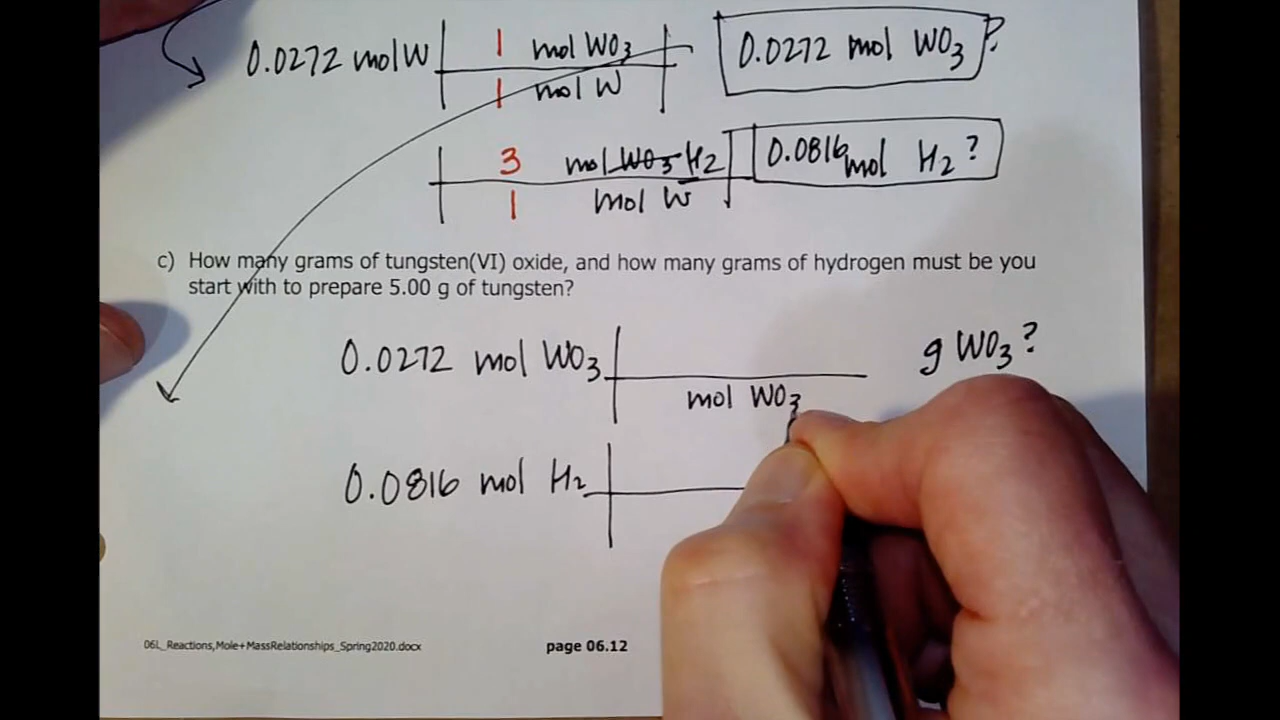 0.0272 mol W 1 mol WO₃ 0.0272 mol WO₃?
1 mol W
3 mol WO₃ H₂ 0.0816 mol H₂?
1 mol W
c) How many grams of tungsten(VI) oxide, and how many grams of hydrogen must be you
start with to prepare 5.00 g of tungsten?
0.0272 mol WO₃ g WO₃?
mol WO₃
0.0816 mol H₂
06L_Reactions,Mole+MassRelationships_Spring2020.docx page 06.12